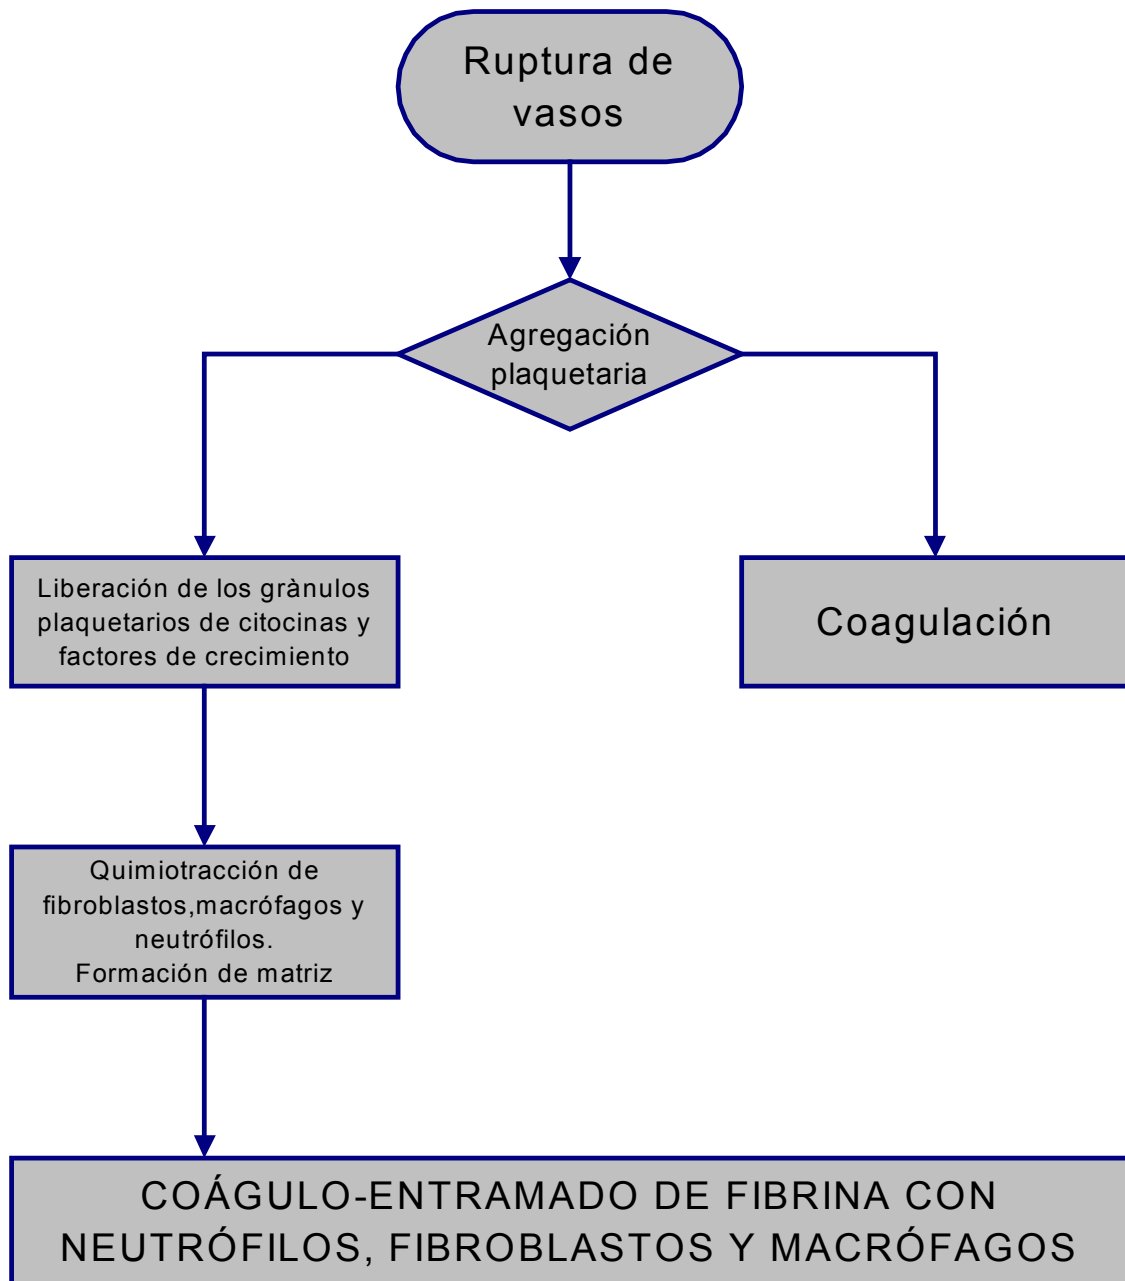 Ruptura de
vasos
Agregación
plaquetaria
Liberación de los grànulos
plaquetarios de citocinas y
factores de crecimiento
Coagulación
Quimiotracción de
fibroblastos,macrófagos y
neutrófilos.
Formación de matriz
COÁGULO-ENTRAMADO DE FIBRINA CON
NEUTRÓFILOS, FIBROBLASTOS Y MACRÓFAGOS